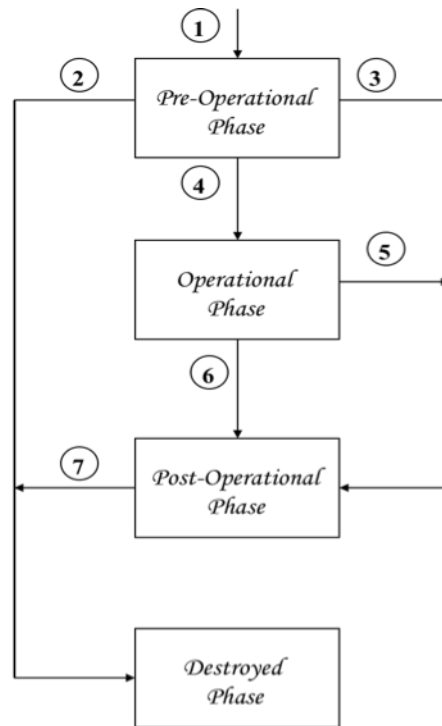 1
2
3
Pre-Operational
Phase
4
5
Operational
Phase
6
7
Post-Operational
Phase
Destroyed
Phase